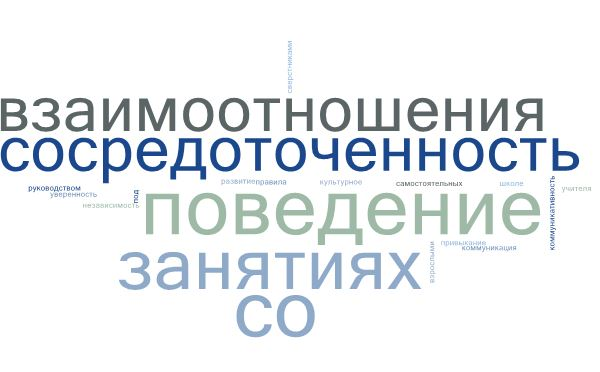 сверстниками
взаимоотношения
сосредоточенность
развитие правила культурное самостоятельных школе
руководством
уверенность
под
независимость
коммуникативность
учителя
поведение
взрослыми
привыкание
коммуникация
занятиях
со